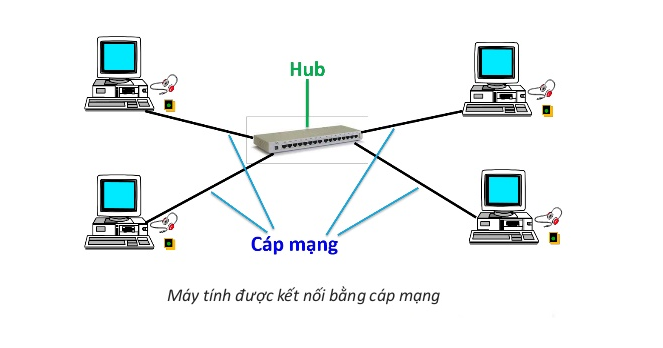 Hub
Cáp mạng
Máy tính được kết nối bằng cáp mạng